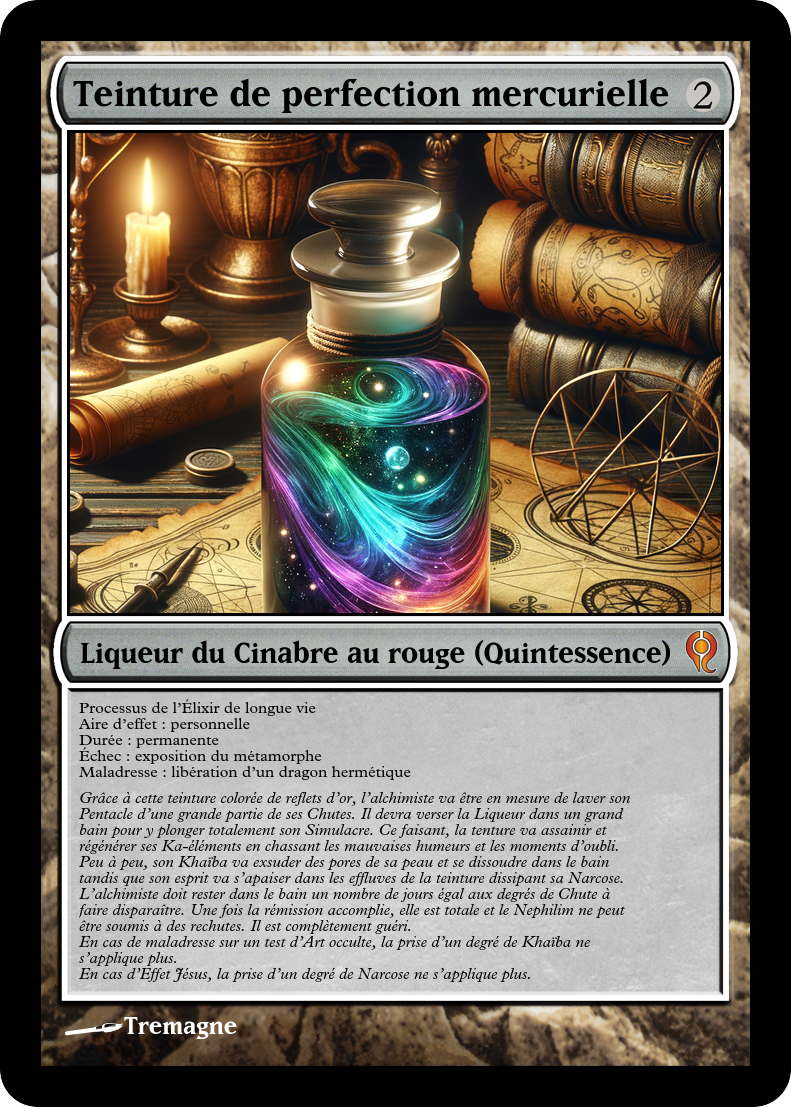 Teinture de perfection mercurielle 2
Liqueur du Cinabre au rouge (Quintessence)
Processus de l'Élixir de longue vie
Aire d'effet : personnelle
Durée : permanente
Échec : exposition du métamorphe
Maladresse : libération d'un dragon hermétique
Grâce à cette teinture colorée de reflets d'or, l'alchimiste va être en mesure de laver son
Pentacle d'une grande partie de ses Chutes. Il devra verser la Liqueur dans un grand
bain pour y plonger totalement son Simulacre. Ce faisant, la tenture va assainir et
régénérer ses Ka-éléments en chassant les mauvaises humeurs et les moments d'oubli.
Peu à peu, son Khaïba va exsuder des pores de sa peau et se dissoudre dans le bain
tandis que son esprit va s'apaiser dans les effluves de la teinture dissipant sa Narcose.
L'alchimiste doit rester dans le bain un nombre de jours égal aux degrés de Chute à
faire disparaître. Une fois la rémission accomplie, elle est totale et le Nephilim ne peut
être soumis à des rechutes. Il est complètement guéri.
En cas de maladresse sur un test d'Art occulte, la prise d'un degré de Khaïba ne
s'applique plus.
En cas d'Effet Jésus, la prise d'un degré de Narcose ne s'applique plus.
Tremagne